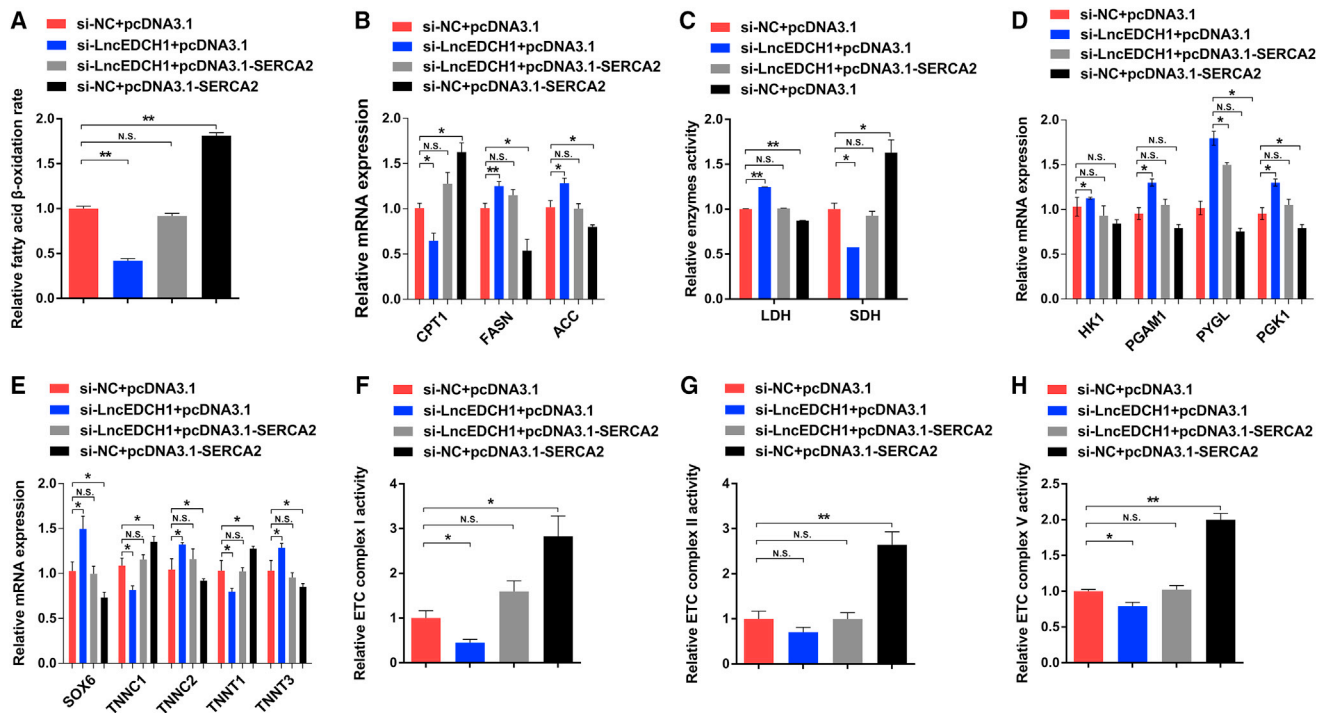 A
si-NC+pcDNA3.1
si-LncEDCH1+pcDNA3.1
si-LncEDCH1+pcDNA3.1-SERCA2
si-NC+pcDNA3.1-SERCA2
Relative fatty acid β-oxidation rate
2.0
1.5
1.0
0.5
0.0
**
N.S.
**
B
si-NC+pcDNA3.1
si-LncEDCH1+pcDNA3.1
si-LncEDCH1+pcDNA3.1-SERCA2
si-NC+pcDNA3.1-SERCA2
Relative mRNA expression
2.0
1.5
1.0
0.5
0.0
*
N.S.
*
*
N.S.
**
*
N.S.
*
CPT1
FASN
ACC
C
si-NC+pcDNA3.1
si-LncEDCH1+pcDNA3.1
si-LncEDCH1+pcDNA3.1-SERCA2
si-NC+pcDNA3.1
Relative enzymes activity
2.0
1.5
1.0
0.5
0.0
**
N.S.
**
*
N.S.
*
LDH
SDH
D
si-NC+pcDNA3.1
si-LncEDCH1+pcDNA3.1
si-LncEDCH1+pcDNA3.1-SERCA2
si-NC+pcDNA3.1-SERCA2
Relative mRNA expression
2.0
1.5
1.0
0.5
0.0
N.S.
N.S.
*
N.S.
N.S.
*
*
N.S.
*
*
N.S.
*
HK1
PGAM1
PYGL
PGK1
E
si-NC+pcDNA3.1
si-LncEDCH1+pcDNA3.1
si-LncEDCH1+pcDNA3.1-SERCA2
si-NC+pcDNA3.1-SERCA2
Relative mRNA expression
2.0
1.5
1.0
0.5
0.0
*
N.S.
*
*
N.S.
*
*
N.S.
*
*
N.S.
*
*
N.S.
*
SOX6
TNNC1
TNNC2
TNNT1
TNNT3
F
si-NC+pcDNA3.1
si-LncEDCH1+pcDNA3.1
si-LncEDCH1+pcDNA3.1-SERCA2
si-NC+pcDNA3.1-SERCA2
Relative ETC complex I activity
4
3
2
1
0
*
N.S.
*
G
si-NC+pcDNA3.1
si-LncEDCH1+pcDNA3.1
si-LncEDCH1+pcDNA3.1-SERCA2
si-NC+pcDNA3.1-SERCA2
Relative ETC complex II activity
4
3
2
1
0
**
N.S.
N.S.
H
si-NC+pcDNA3.1
si-LncEDCH1+pcDNA3.1
si-LncEDCH1+pcDNA3.1-SERCA2
si-NC+pcDNA3.1-SERCA2
Relative ETC complex V activity
2.5
2.0
1.5
1.0
0.5
0.0
**
N.S.
*